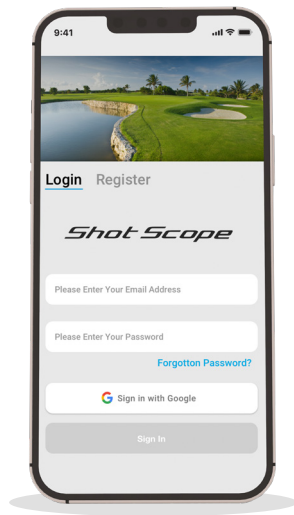 9:41
Login Register
Shot Scope
Please Enter Your Email Address
Please Enter Your Password
Forgotton Password?
Sign in with Google
Sign In